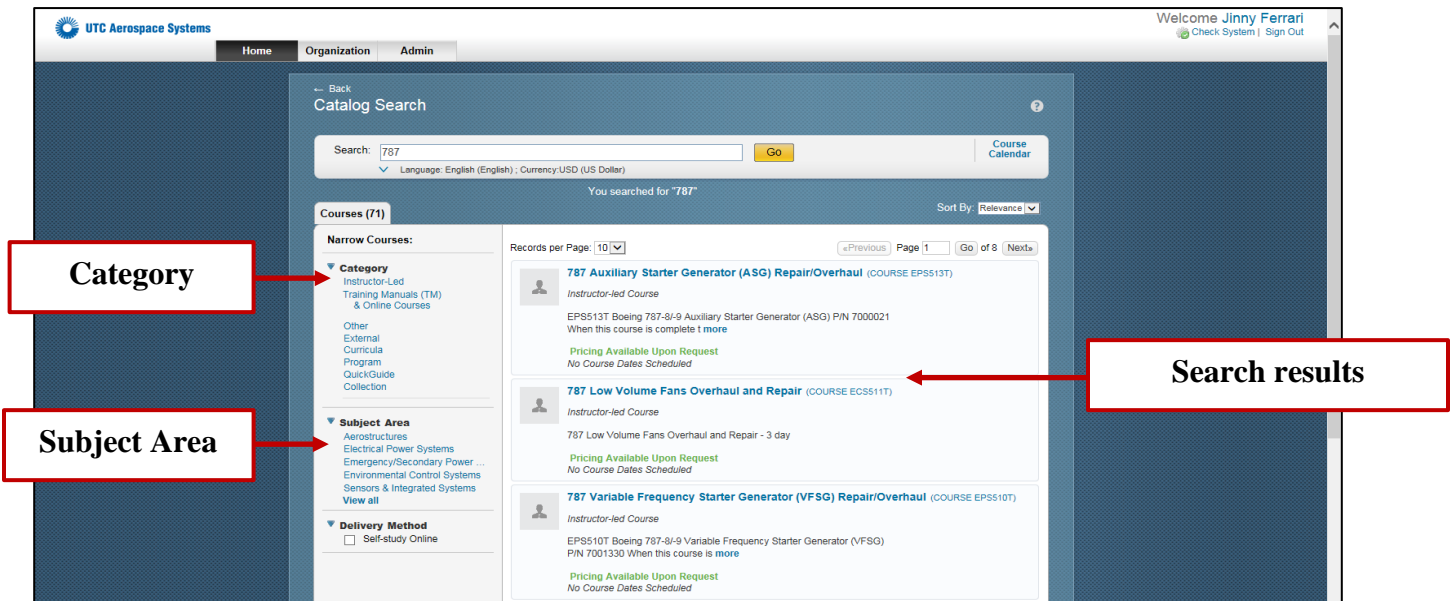 UTC Aerospace Systems
Welcome Jinny Ferrari
Check System | Sign Out
Home Organization Admin
← Back
Catalog Search
?
Search: 787 Go
Course
Calendar
Language: English (English) ; Currency:USD (US Dollar)
You searched for "787"
Courses (71)
Sort By: Relevance
Narrow Courses:
Records per Page: 10
«Previous Page 1 Go of 8 Next»
Category
Category
Instructor-Led
Training Manuals (TM)
& Online Courses
Other
External
Curricula
Program
QuickGuide
Collection
Subject Area
Subject Area
Aerostructures
Electrical Power Systems
Emergency/Secondary Power ...
Environmental Control Systems
Sensors & Integrated Systems
View all
Delivery Method
Self-study Online
787 Auxiliary Starter Generator (ASG) Repair/Overhaul (COURSE EPS513T)
Instructor-led Course
EPS513T Boeing 787-8/-9 Auxiliary Starter Generator (ASG) P/N 7000021
When this course is complete t more
Pricing Available Upon Request
No Course Dates Scheduled
Search results
787 Low Volume Fans Overhaul and Repair (COURSE ECS511T)
Instructor-led Course
787 Low Volume Fans Overhaul and Repair - 3 day
Pricing Available Upon Request
No Course Dates Scheduled
787 Variable Frequency Starter Generator (VFSG) Repair/Overhaul (COURSE EPS510T)
Instructor-led Course
EPS510T Boeing 787-8/-9 Variable Frequency Starter Generator (VFSG)
P/N 7001330 When this course is more
Pricing Available Upon Request
No Course Dates Scheduled